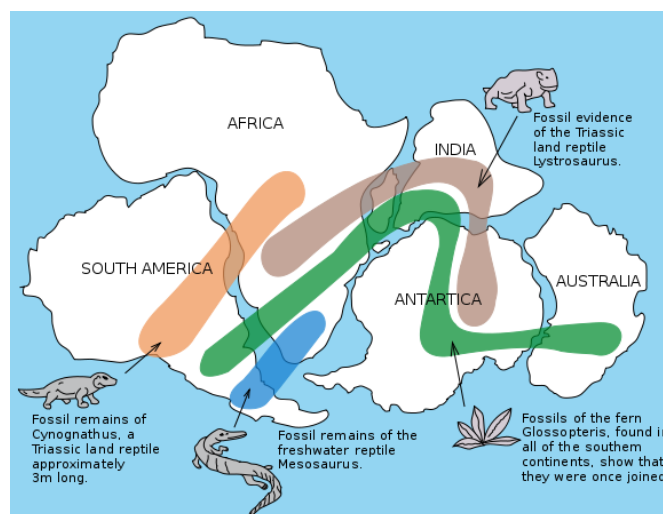 AFRICA
INDIA
SOUTH AMERICA
ANTARTICA
AUSTRALIA
Fossil evidence
of the Triassic
land reptile
Lystrosaurus.
Fossil remains of
Cynognathus, a
Triassic land reptile
approximately
3m long.
Fossil remains of the
freshwater reptile
Mesosaurus.
Fossils of the fern
Glossopteris, found in
all of the southern
continents, show that
they were once joined